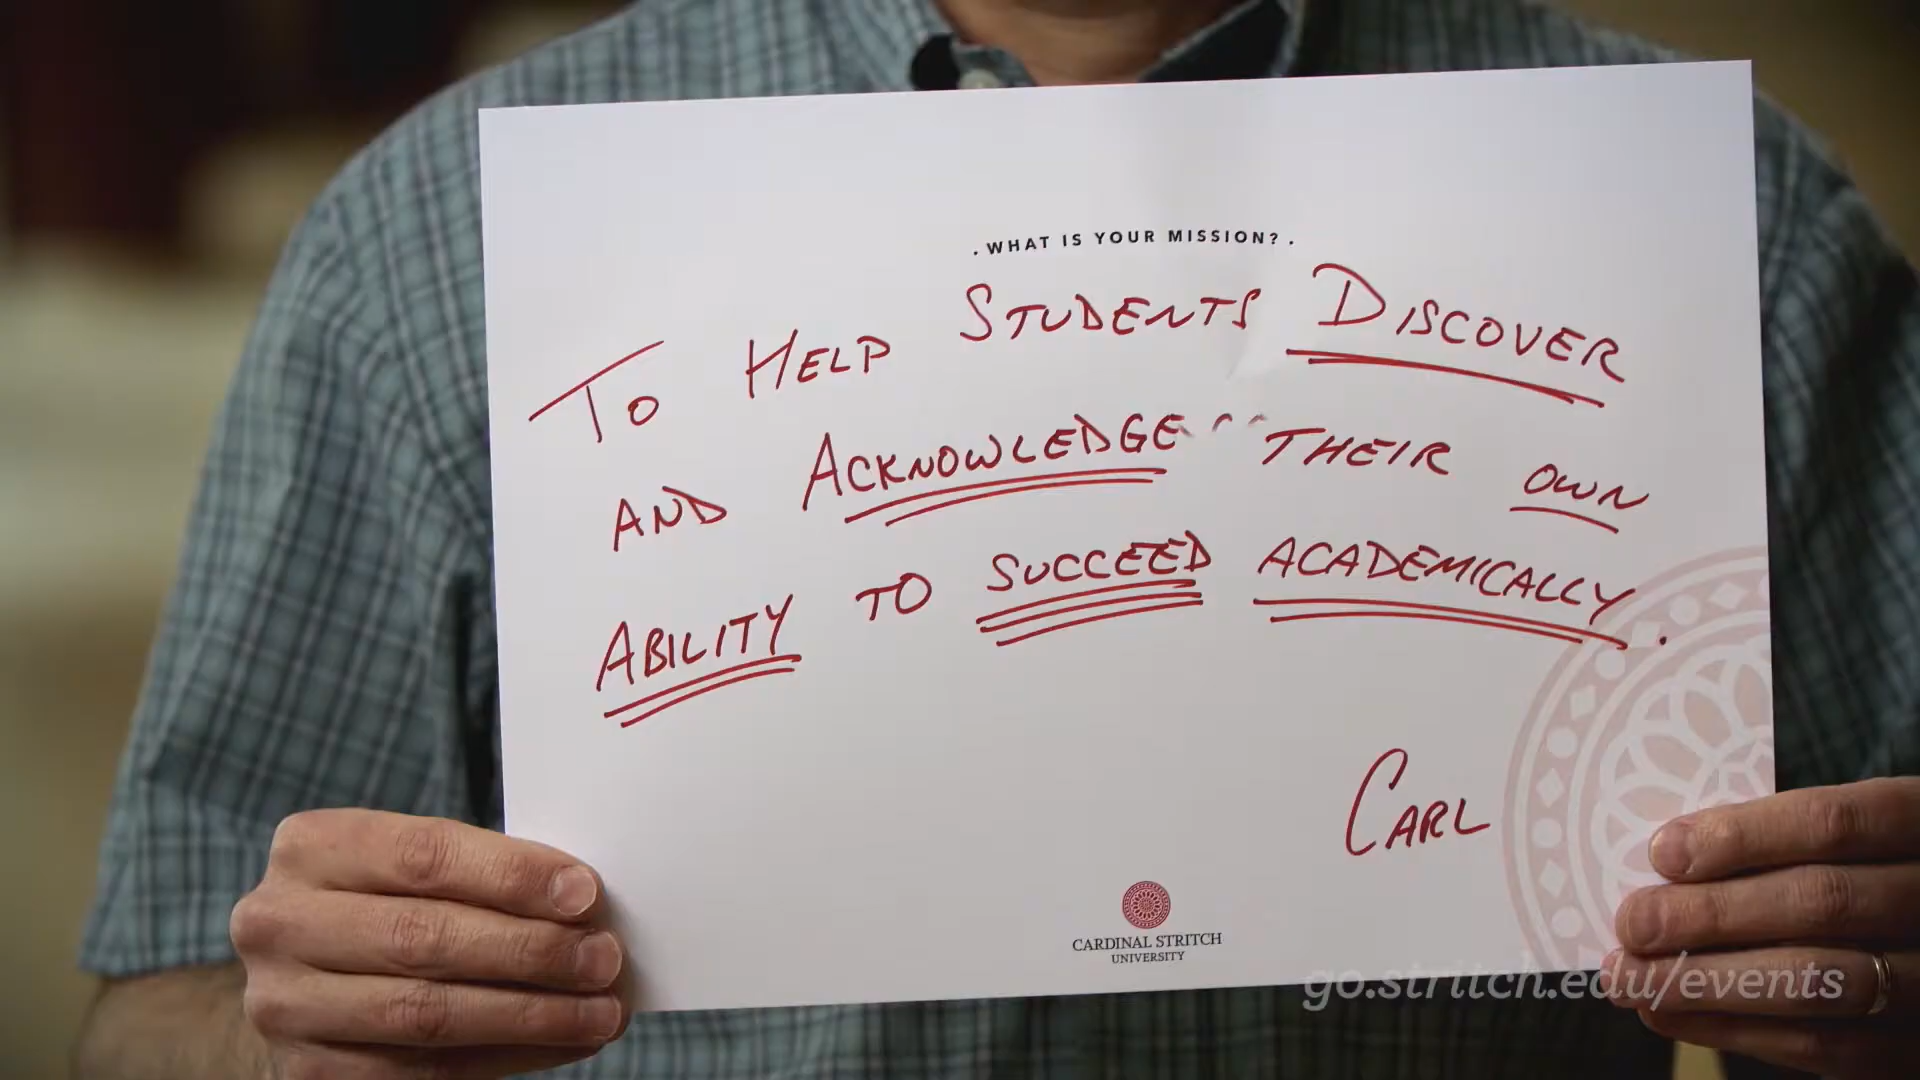 . WHAT IS YOUR MISSION? .
To HELP STUDENTS DISCOVER
AND ACKNOWLEDGE THEIR OWN
ABILITY TO SUCCEED ACADEMICALLY.
CARL
CARDINAL STRITCH
UNIVERSITY
go.stritch.edu/events